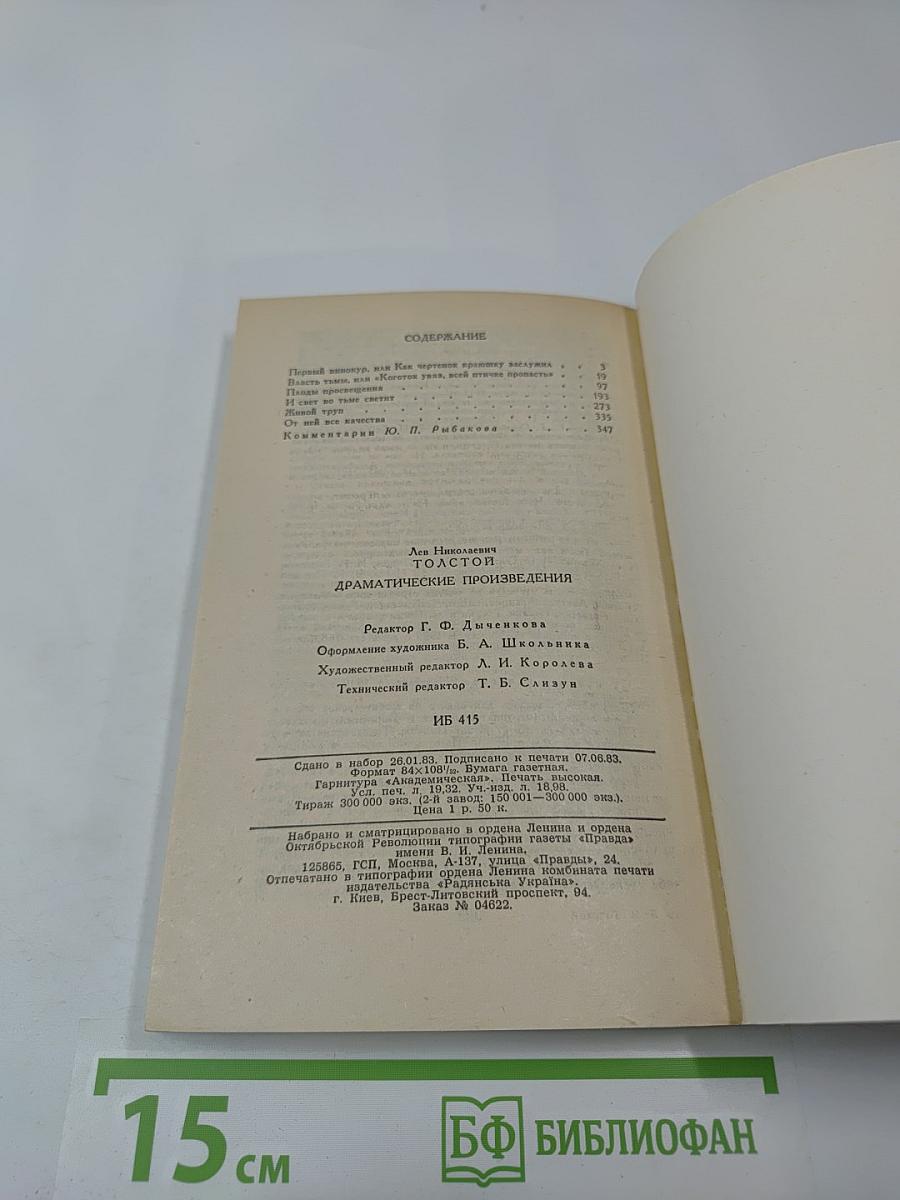 СОДЕРЖАНИЕ
Первый винокур, или Как чертенок краюшку заслужил . . 3
Власть тьмы, или «Коготок увяз, всей птичке пропасть» . . 19
Плоды просвещения . . . . . . . . . 97
И свет во тьме светит . . . . . . . . . 193
Живой труп . . . . . . . . . . 273
От ней все качества . . . . . . . . . 335
Комментарии Ю. П. Рыбакова . . . . . 347
Лев Николаевич
ТОЛСТОЙ
ДРАМАТИЧЕСКИЕ ПРОИЗВЕДЕНИЯ
Редактор Г. Ф. Дыченкова
Оформление художника Б. А. Школьника
Художественный редактор Л. И. Королева
Технический редактор Т. Б. Слизун
ИБ 415
Сдано в набор 26.01.83. Подписано к печати 07.06.83.
Формат 84×108¹/₃₂. Бумага газетная.
Гарнитура «Академическая». Печать высокая.
Усл. печ. л. 19,32. Уч.-изд. л. 18,98.
Тираж 300 000 экз. (2-й завод: 150 001—300 000 экз.).
Цена 1 р. 50 к.
Набрано и сматрицировано в ордена Ленина и ордена
Октябрьской Революции типографии газеты «Правда»
имени В. И. Ленина.
125865, ГСП, Москва, А-137, улица «Правды», 24.
Отпечатано в типографии ордена Ленина комбината печати
издательства «Радянська Україна».
г. Киев, Брест-Литовский проспект, 94.
Заказ № 04622.
15 см
БФ БИБЛИОФАН